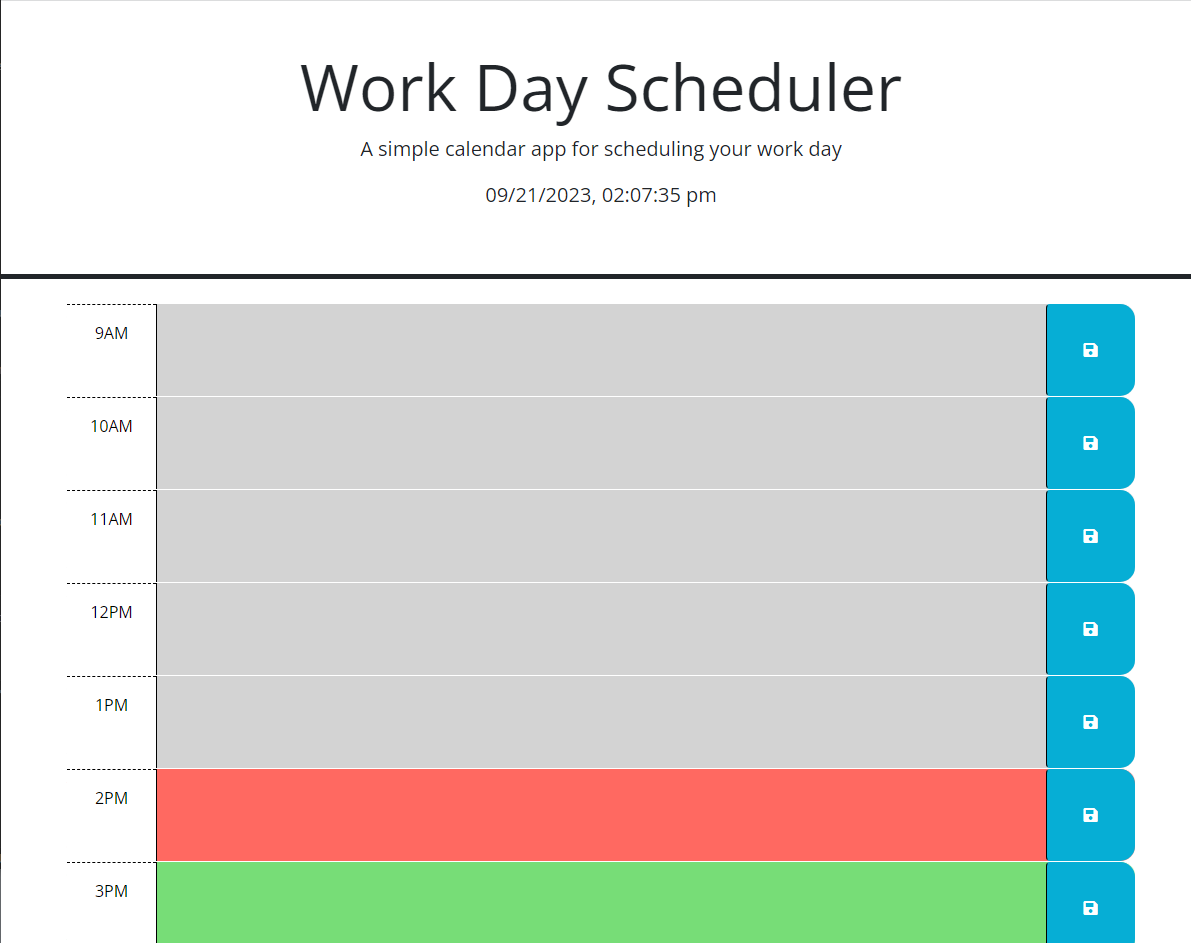 Work Day Scheduler
A simple calendar app for scheduling your work day
09/21/2023, 02:07:35 pm
9AM
10AM
11AM
12PM
1PM
2PM
3PM